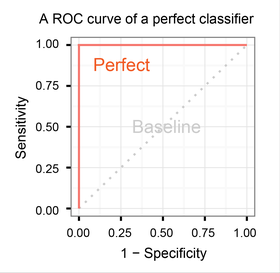 A ROC curve of a perfect classifier
1.00
Perfect
0.75
Sensitivity
0.50
Baseline
0.25
0.00
0.00 0.25 0.50 0.75 1.00
1 − Specificity